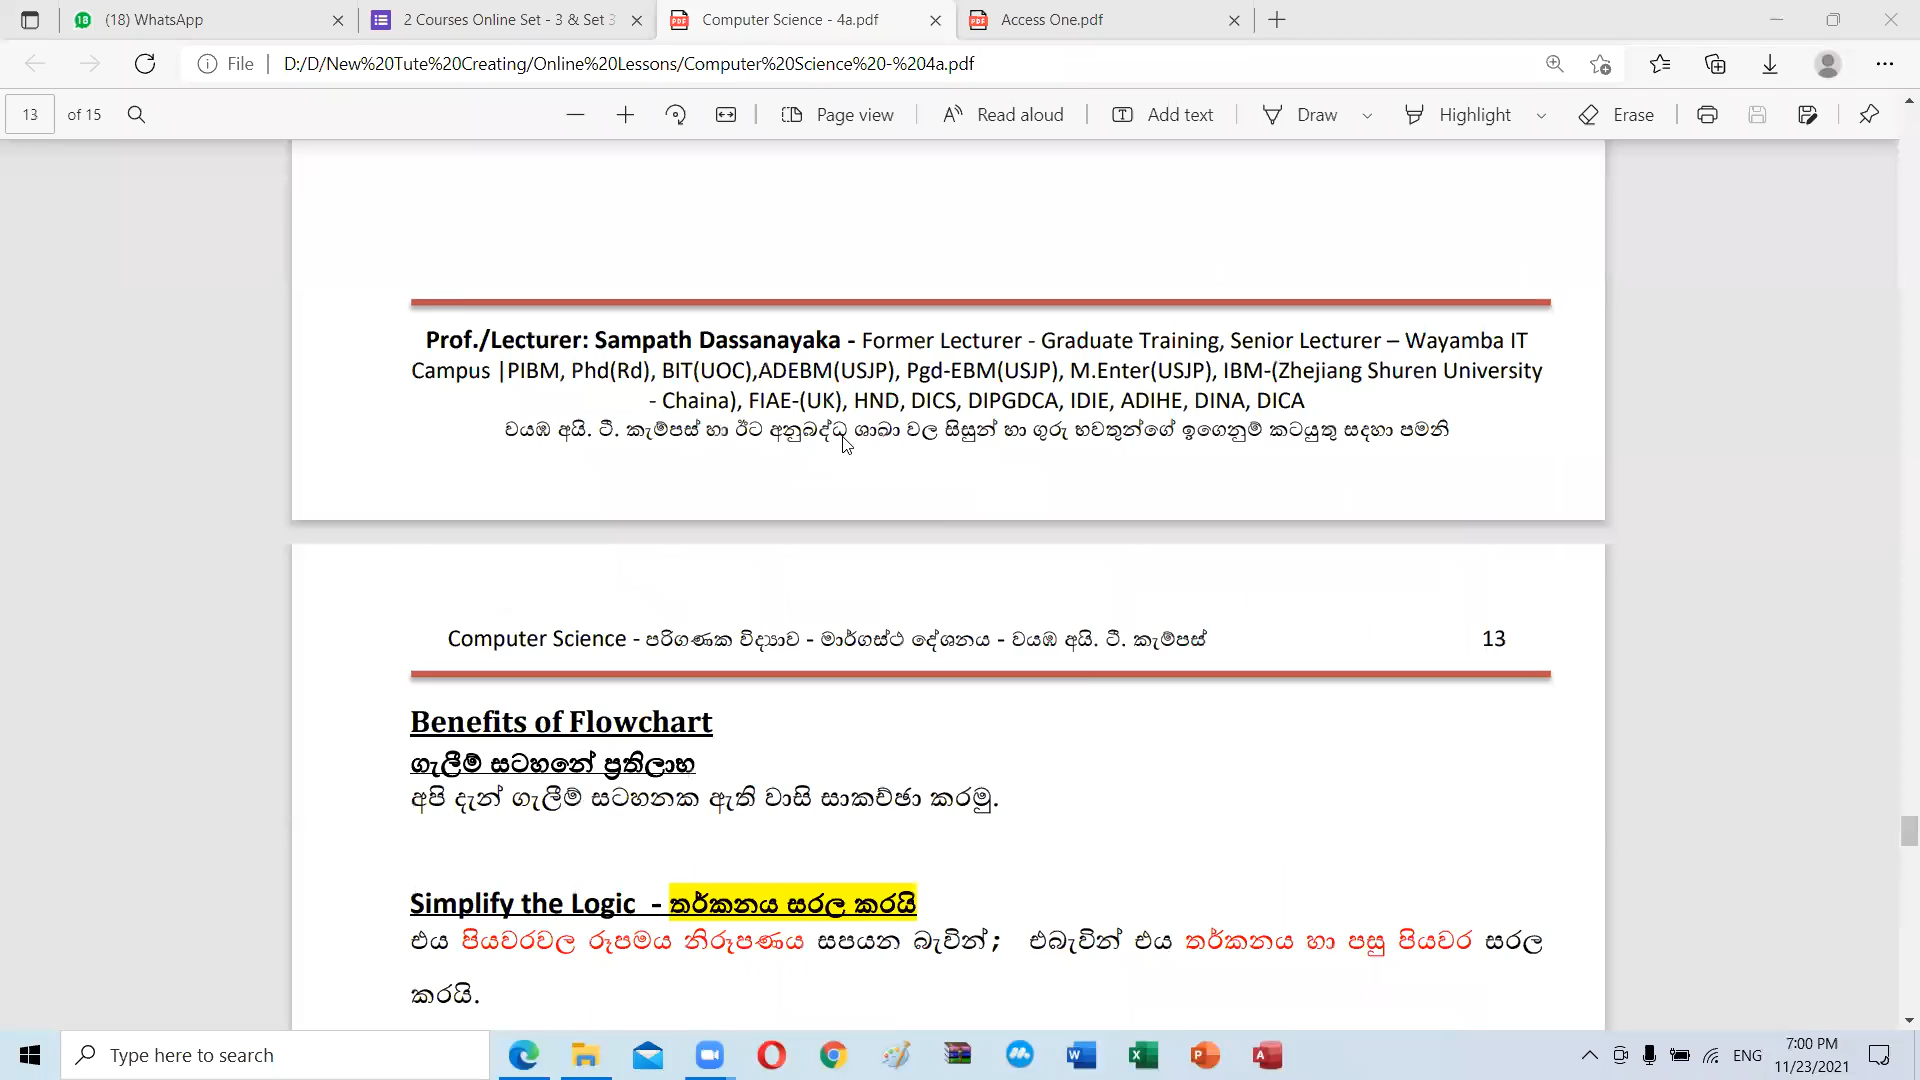 (18) WhatsApp
2 Courses Online Set - 3 & Set 3
Computer Science - 4a.pdf
Access One.pdf
File
D:/D/New%20Tute%20Creating/Online%20Lessons/Computer%20Science%20-%204a.pdf
13 of 15
Page view
Read aloud
Add text
Draw
Highlight
Erase
Prof./Lecturer: Sampath Dassanayaka - Former Lecturer - Graduate Training, Senior Lecturer – Wayamba IT
Campus |PIBM, Phd(Rd), BIT(UOC),ADEBM(USJP), Pgd-EBM(USJP), M.Enter(USJP), IBM-(Zhejiang Shuren University
- Chaina), FIAE-(UK), HND, DICS, DIPGDCA, IDIE, ADIHE, DINA, DICA
වයඹ අයි. ටී. කැම්පස් හා ඊට අනුබද්ධ ශාඛා වල සිසුන් හා ගුරු භවතුන්ගේ ඉගෙනුම් කටයුතු සදහා පමනි
Computer Science - පරිගණක විද්‍යාව - මාර්ගස්ථ දේශනය - වයඹ අයි. ටී. කැම්පස් 13
Benefits of Flowchart
ගැලීම් සටහනේ ප්‍රතිලාභ
අපි දැන් ගැලීම් සටහනක ඇති වාසි සාකච්ඡා කරමු.
Simplify the Logic - තර්කනය සරල කරයි
එය පියවරවල රූපමය නිරූපණය සපයන බැවින්; එබැවින් එය තර්කනය හා පසු පියවර සරල
කරයි.
Type here to search
ENG
7:00 PM
11/23/2021